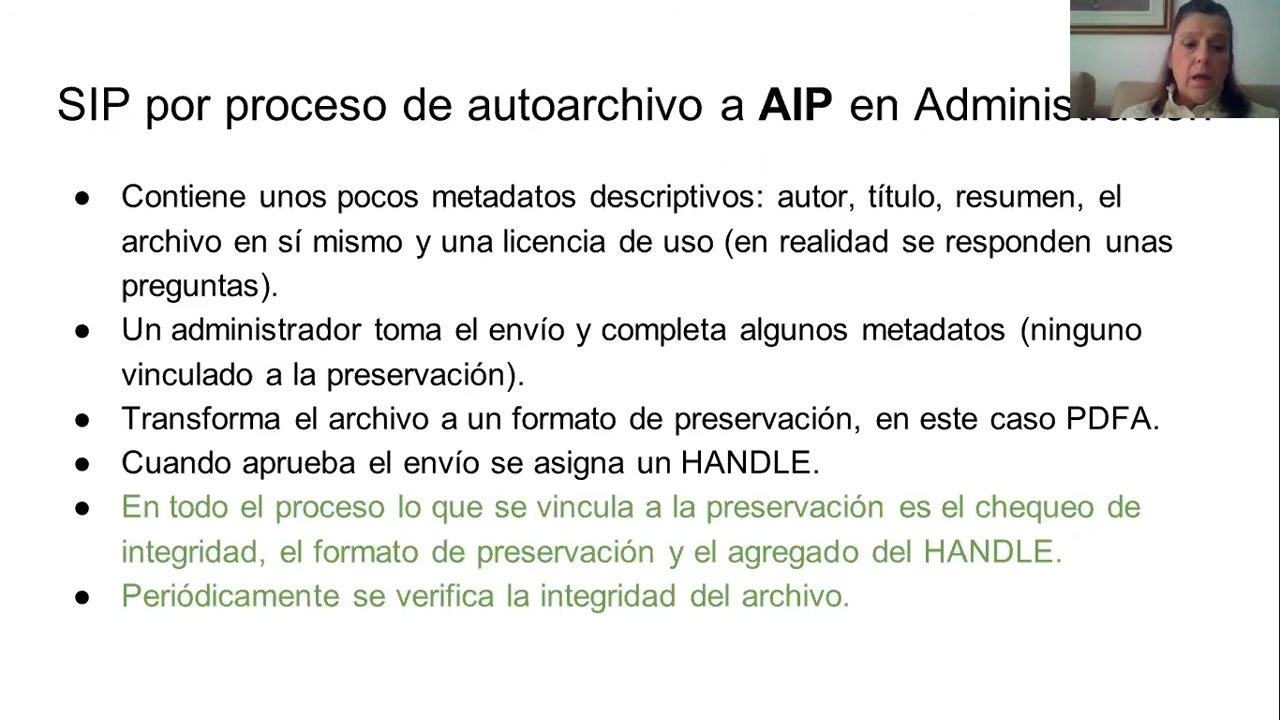 SIP por proceso de autoarchivo a AIP en Administración
● Contiene unos pocos metadatos descriptivos: autor, título, resumen, el
archivo en sí mismo y una licencia de uso (en realidad se responden unas
preguntas).
● Un administrador toma el envío y completa algunos metadatos (ninguno
vinculado a la preservación).
● Transforma el archivo a un formato de preservación, en este caso PDFA.
● Cuando aprueba el envío se asigna un HANDLE.
● En todo el proceso lo que se vincula a la preservación es el chequeo de
integridad, el formato de preservación y el agregado del HANDLE.
● Periódicamente se verifica la integridad del archivo.